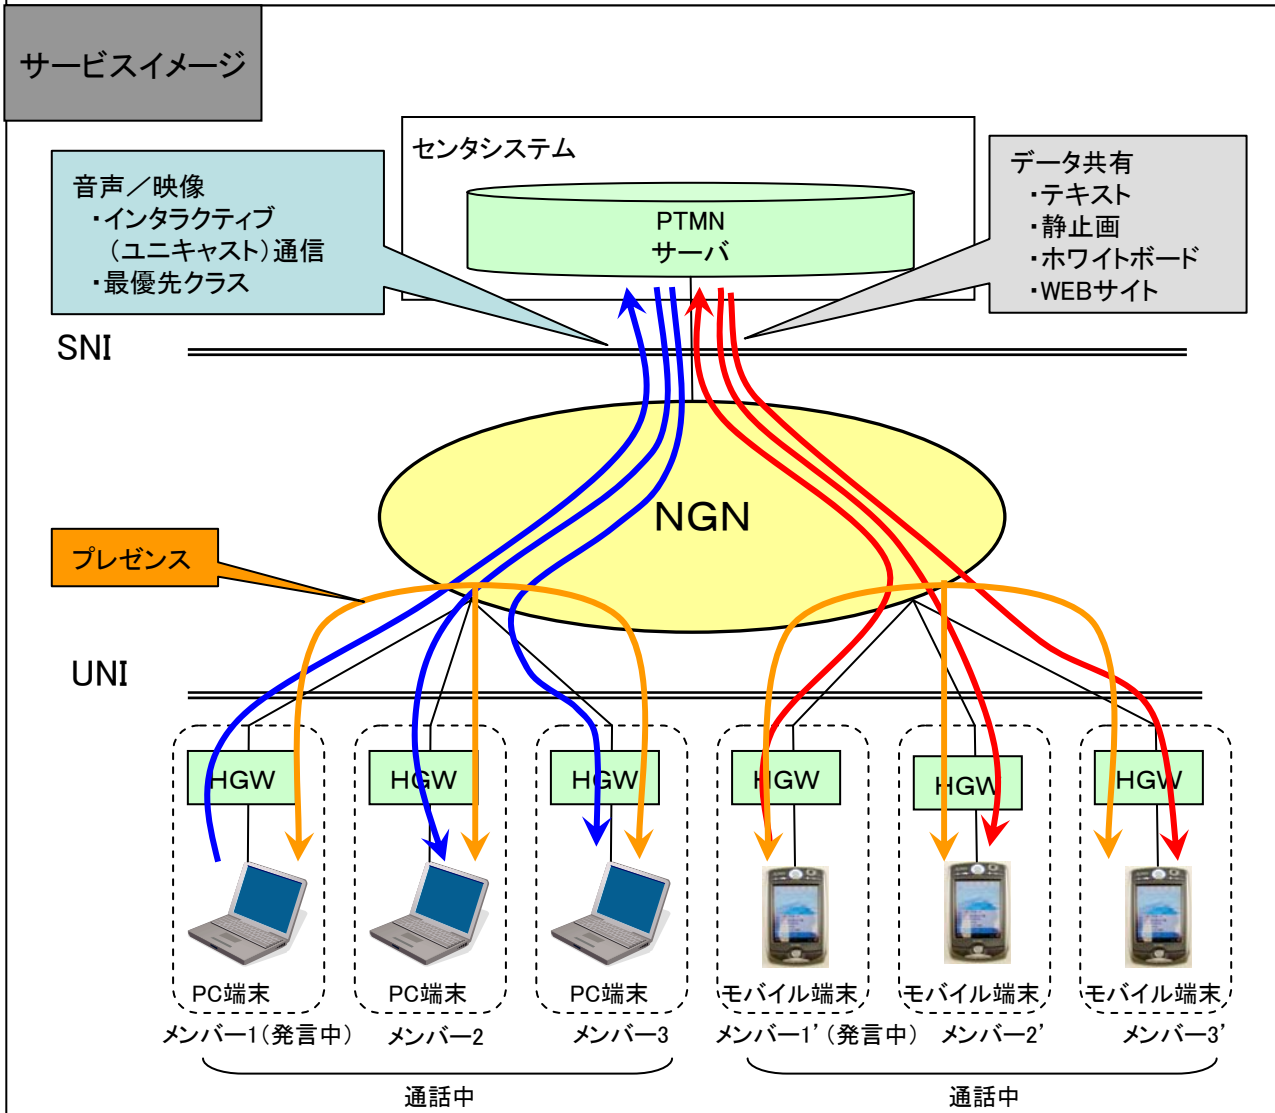 サービスイメージ
センタシステム
PTMN
サーバ
音声／映像
・インタラクティブ
（ユニキャスト）通信
・最優先クラス
データ共有
・テキスト
・静止画
・ホワイトボード
・WEBサイト
SNI
NGN
プレゼンス
UNI
HGW
HGW
HGW
HGW
HGW
HGW
PC端末
PC端末
PC端末
モバイル端末
モバイル端末
モバイル端末
メンバー1（発言中）
メンバー2
メンバー3
メンバー1'（発言中）
メンバー2'
メンバー3'
通話中
通話中